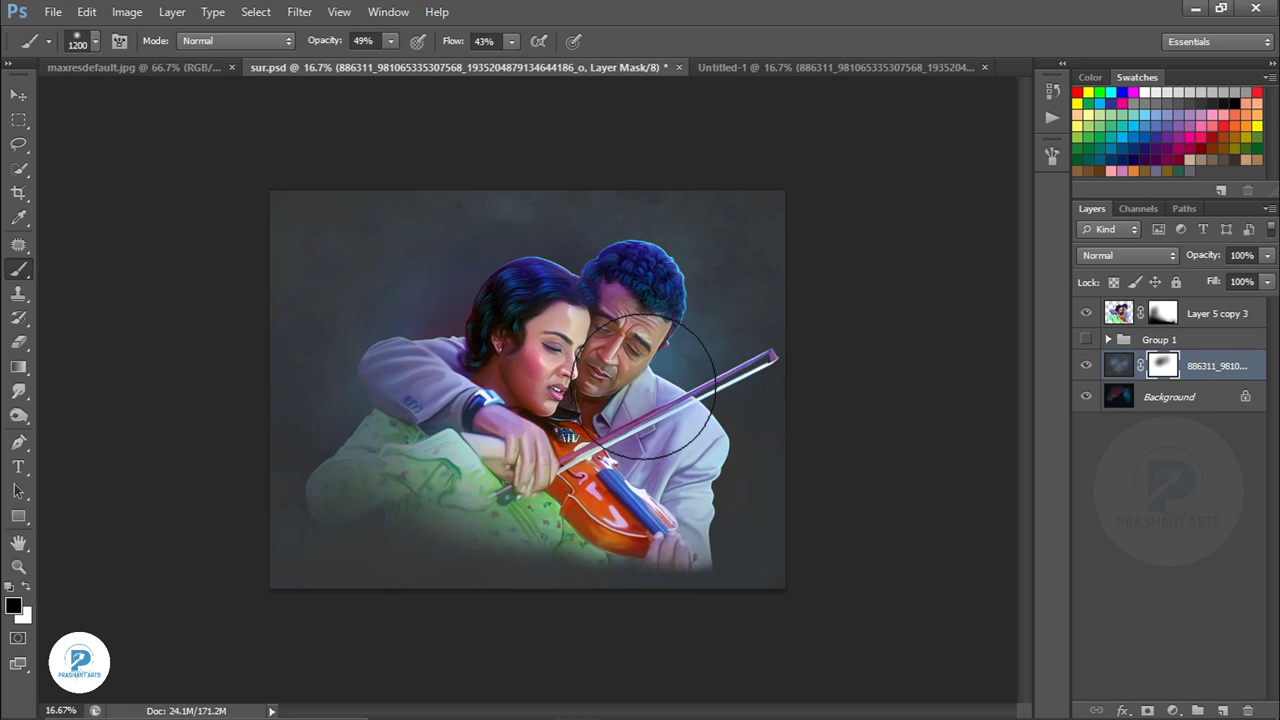 Ps File Edit Image Layer Type Select Filter View Window Help
1200 Mode: Normal Opacity: 49% Flow: 43% Essentials
maxresdefault.jpg @ 66.7% (RGB/... × sur.psd @ 16.7% (886311_981065335307568_1935204879134644186_o, Layer Mask/8) * × Untitled-1 @ 16.7% (886311_981065335307568_1935204... ×
Color Swatches
Layers Channels Paths
Kind
Normal Opacity: 100%
Lock: Fill: 100%
Layer 5 copy 3
Group 1
886311_9810...
Background
PRASHANT ARTS
PRASHANT ARTS
16.67% Doc: 24.1M/171.2M